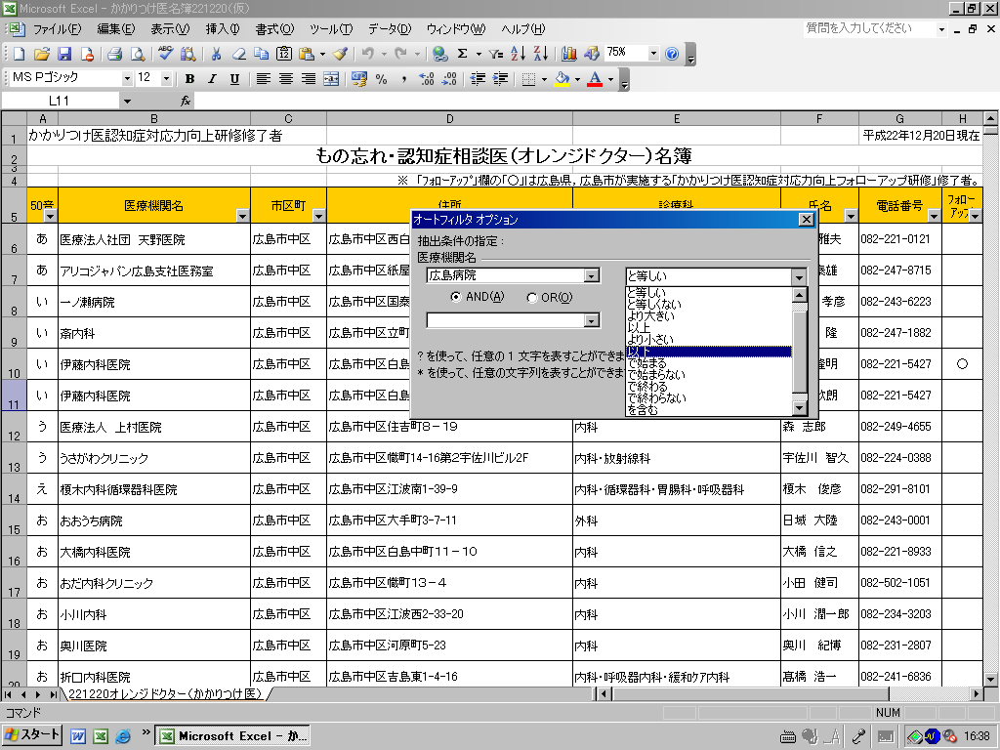 Microsoft Excel - かかりつけ医名簿221220(仮)
ファイル(F) 編集(E) 表示(V) 挿入(I) 書式(O) ツール(T) データ(D) ウィンドウ(W) ヘルプ(H) 質問を入力してください
75%
MS Pゴシック 12 B I U
L11 fx
A B C D E F G H
1 かかりつけ医認知症対応力向上研修修了者 平成22年12月20日現在
2 もの忘れ・認知症相談医（オレンジドクター）名簿
3
4 ※ 「フォローアップ」欄の「○」は広島県，広島市が実施する「かかりつけ医認知症対応力向上フォローアップ研修」修了者。
5 50音 医療機関名 市区町 住所 診療科 氏名 電話番号 フォローアップ
オートフィルタ オプション
抽出条件の指定:
医療機関名
広島病院 と等しい
AND(A) OR(O)
と等しい
と等しくない
より大きい
以上
より小さい
以下
で始まる
で始まらない
で終わる
で終わらない
を含む
? を使って、任意の 1 文字を表すことができま
* を使って、任意の文字列を表すことができま
6 あ 医療法人社団 天野医院 広島市中区 広島市中区西白 雅夫 082-221-0121
7 あ アリコジャパン広島支社医務室 広島市中区 広島市中区紙屋 泰雄 082-247-8715
8 い 一ノ瀬病院 広島市中区 広島市中区国泰 孝彦 082-243-6223
9 い 斎内科 広島市中区 広島市中区立町 隆 082-247-1882
10 い 伊藤内科医院 広島市中区 広島市中区白島 隆明 082-221-5427 ○
11 い 伊藤内科医院 広島市中区 広島市中区白島 欣朗 082-221-5427
12 う 医療法人 上村医院 広島市中区 広島市中区住吉町8－19 内科 森 志郎 082-249-4655
13 う うさがわクリニック 広島市中区 広島市中区幟町14-16第2宇佐川ビル2F 内科・放射線科 宇佐川 智久 082-224-0388
14 え 榎木内科循環器科医院 広島市中区 広島市中区江波南1-39-9 内科・循環器科・胃腸科・呼吸器科 榎木 俊彦 082-291-8101
15 お おおうち病院 広島市中区 広島市中区大手町3-7-11 外科 日域 大陸 082-243-0001
16 お 大橋内科医院 広島市中区 広島市中区白島中町11－10 内科 大橋 信之 082-221-8933
17 お おだ内科クリニック 広島市中区 広島市中区幟町13－4 内科 小田 健司 082-502-1051
18 お 小川内科 広島市中区 広島市中区江波西2-33-20 内科 小川 潤一郎 082-234-3203
19 お 奥川医院 広島市中区 広島市中区河原町5-23 内科 奥川 紀博 082-231-2807
20 お 折口内科医院 広島市中区 広島市中区吉島東1-4-16 内科・呼吸器内科・緩和ケア内科 髙橋 浩一 082-241-6836
221220オレンジドクター(かかりつけ医)
コマンド NUM
スタート Microsoft Excel - か... 16:38